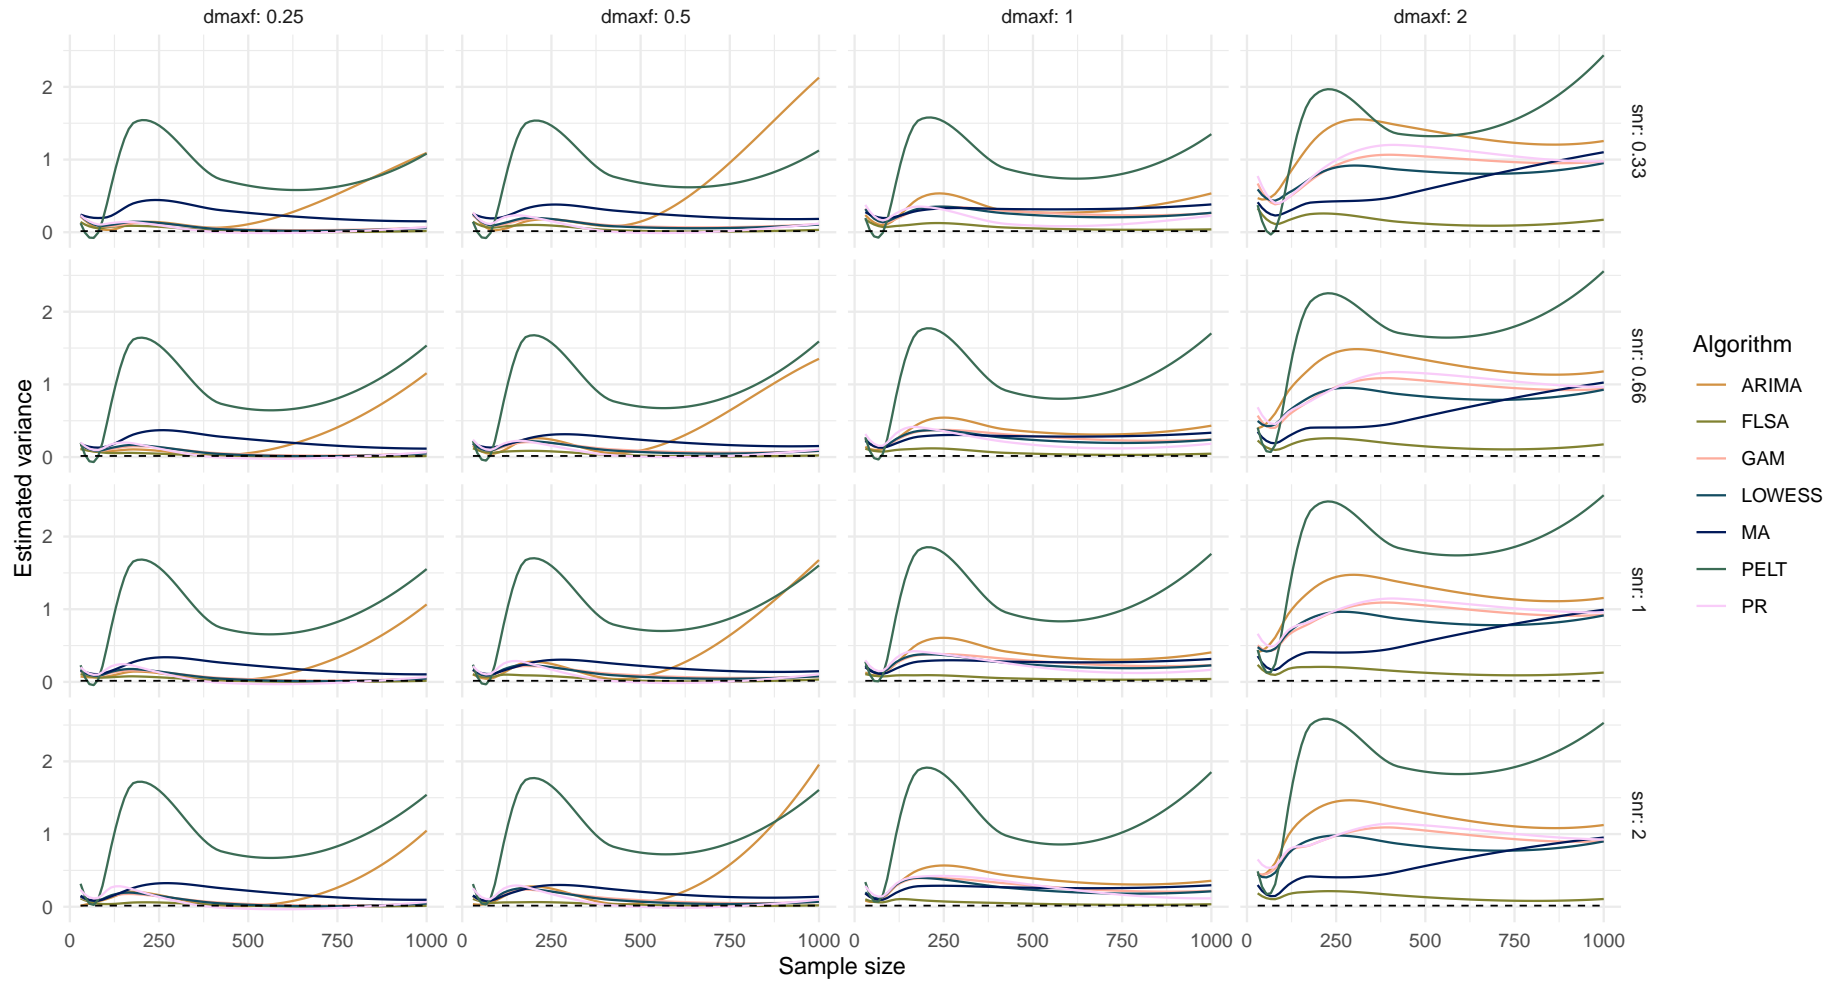 dmaxf: 0.25
dmaxf: 0.5
dmaxf: 1
dmaxf: 2
Estimated variance
2
1
0
snr: 0.33
2
1
0
snr: 0.66
2
1
0
snr: 1
2
1
0
snr: 2
0 250 500 750 1000
0 250 500 750 1000
0 250 500 750 1000
0 250 500 750 1000
Sample size
Algorithm
ARIMA
FLSA
GAM
LOWESS
MA
PELT
PR